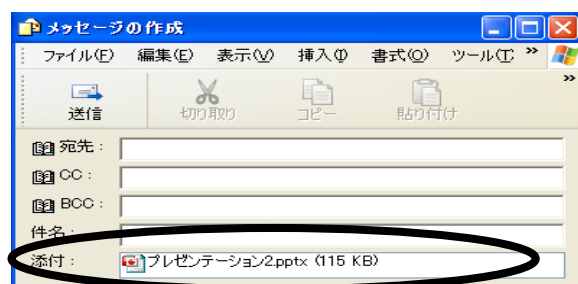 メッセージの作成
ファイル(F) 編集(E) 表示(V) 挿入(I) 書式(O) ツール(T »
»
送信 切り取り コピー 貼り付け
宛先：
CC：
BCC：
件名：
添付： プレゼンテーション2.pptx (115 KB)